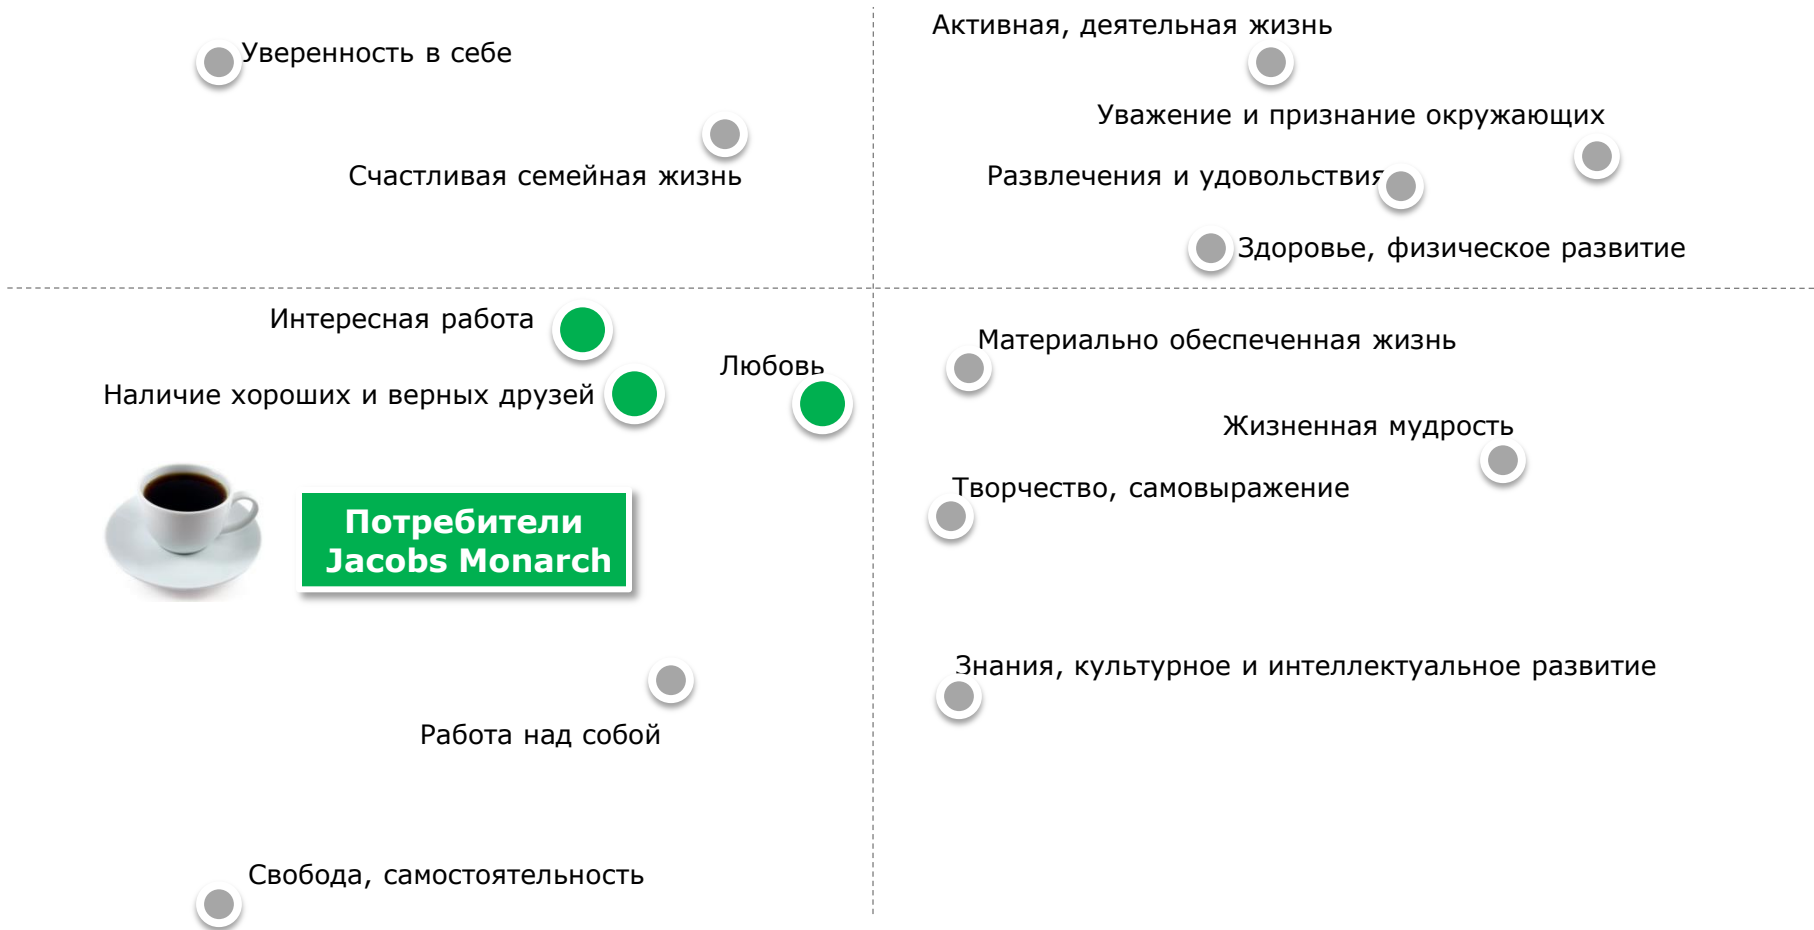 Активная, деятельная жизнь
Уверенность в себе
Уважение и признание окружающих
Счастливая семейная жизнь
Развлечения и удовольствия
Здоровье, физическое развитие
Интересная работа
Материально обеспеченная жизнь
Любовь
Наличие хороших и верных друзей
Жизненная мудрость
Творчество, самовыражение
Потребители
Jacobs Monarch
Знания, культурное и интеллектуальное развитие
Работа над собой
Свобода, самостоятельность